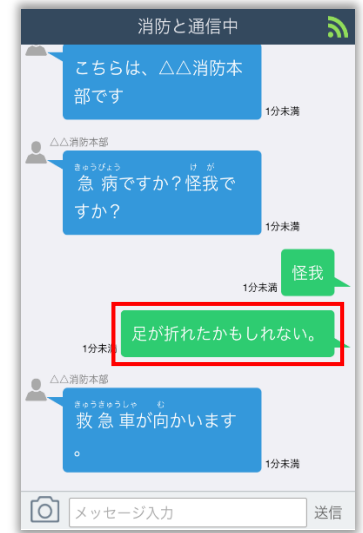 消防と通信中
こちらは、△△消防本
部です
1分未満
△△消防本部
きゅうびょう けが
急病ですか？怪我で
すか？
1分未満
怪我
1分未満
足が折れたかもしれない。
1分未満
△△消防本部
きゅうきゅうしゃ む
救急車が向かいます
。
1分未満
メッセージ入力
送信